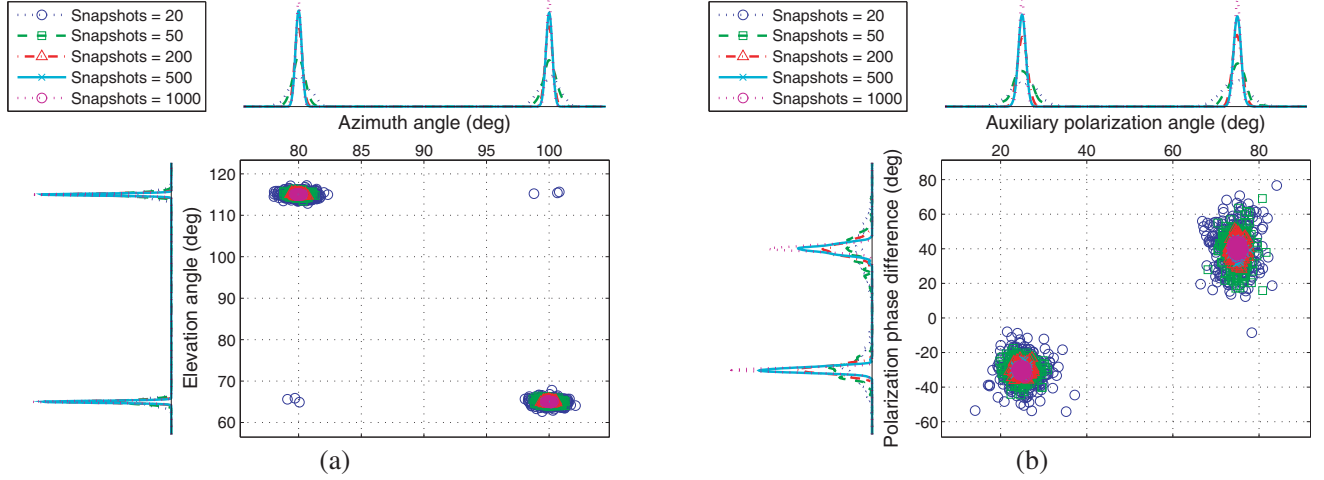 Snapshots = 20
Snapshots = 50
Snapshots = 200
Snapshots = 500
Snapshots = 1000
Azimuth angle (deg)
80 85 90 95 100
Elevation angle (deg)
120
110
100
90
80
70
60
(a)
Snapshots = 20
Snapshots = 50
Snapshots = 200
Snapshots = 500
Snapshots = 1000
Auxiliary polarization angle (deg)
20 40 60 80
Polarization phase difference (deg)
80
60
40
20
0
-20
-40
-60
(b)